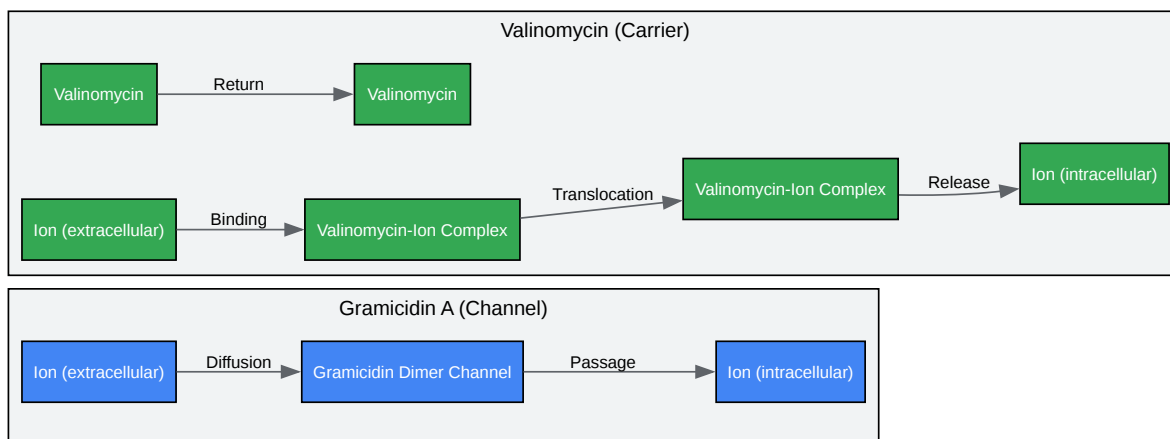 Valinomycin (Carrier)
Valinomycin
Return
Valinomycin
Ion (extracellular)
Binding
Valinomycin-Ion Complex
Translocation
Valinomycin-Ion Complex
Release
Ion (intracellular)
Gramicidin A (Channel)
Ion (extracellular)
Diffusion
Gramicidin Dimer Channel
Passage
Ion (intracellular)